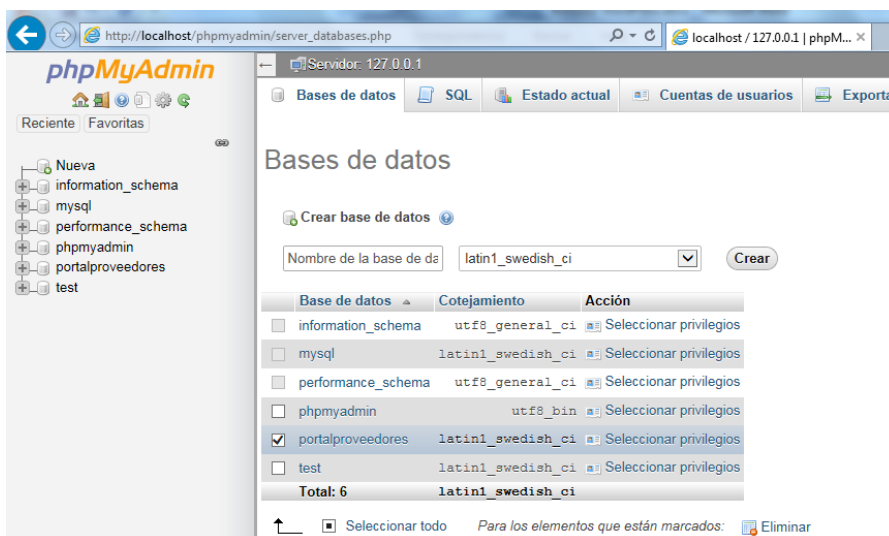 http://localhost/phpmyadmin/server_databases.php
localhost / 127.0.0.1 | phpM...
phpMyAdmin
Reciente Favoritas
Nueva
information_schema
mysql
performance_schema
phpmyadmin
portalproveedores
test
Servidor: 127.0.0.1
Bases de datos SQL Estado actual Cuentas de usuarios Exporta
Bases de datos
Crear base de datos
Nombre de la base de da latin1_swedish_ci Crear
Base de datos Cotejamiento Acción
information_schema utf8_general_ci Seleccionar privilegios
mysql latin1_swedish_ci Seleccionar privilegios
performance_schema utf8_general_ci Seleccionar privilegios
phpmyadmin utf8_bin Seleccionar privilegios
portalproveedores latin1_swedish_ci Seleccionar privilegios
test latin1_swedish_ci Seleccionar privilegios
Total: 6 latin1_swedish_ci
Seleccionar todo Para los elementos que están marcados: Eliminar